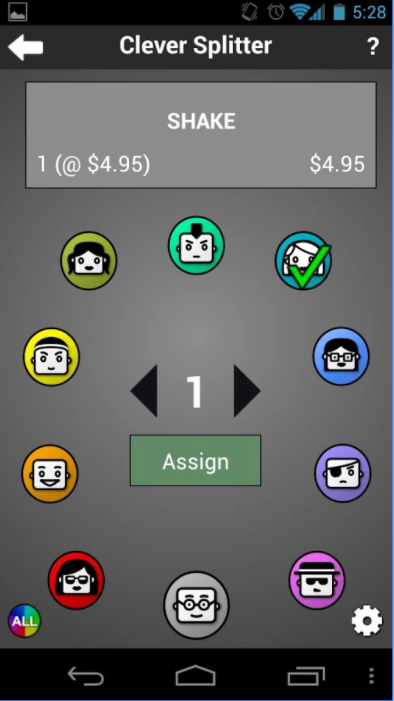 5:28
Clever Splitter ?
SHAKE
1 (@ $4.95) $4.95
1
Assign
ALL